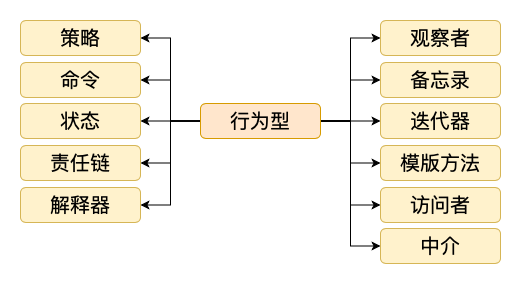 策略
命令
状态
责任链
解释器
行为型
观察者
备忘录
迭代器
模版方法
访问者
中介